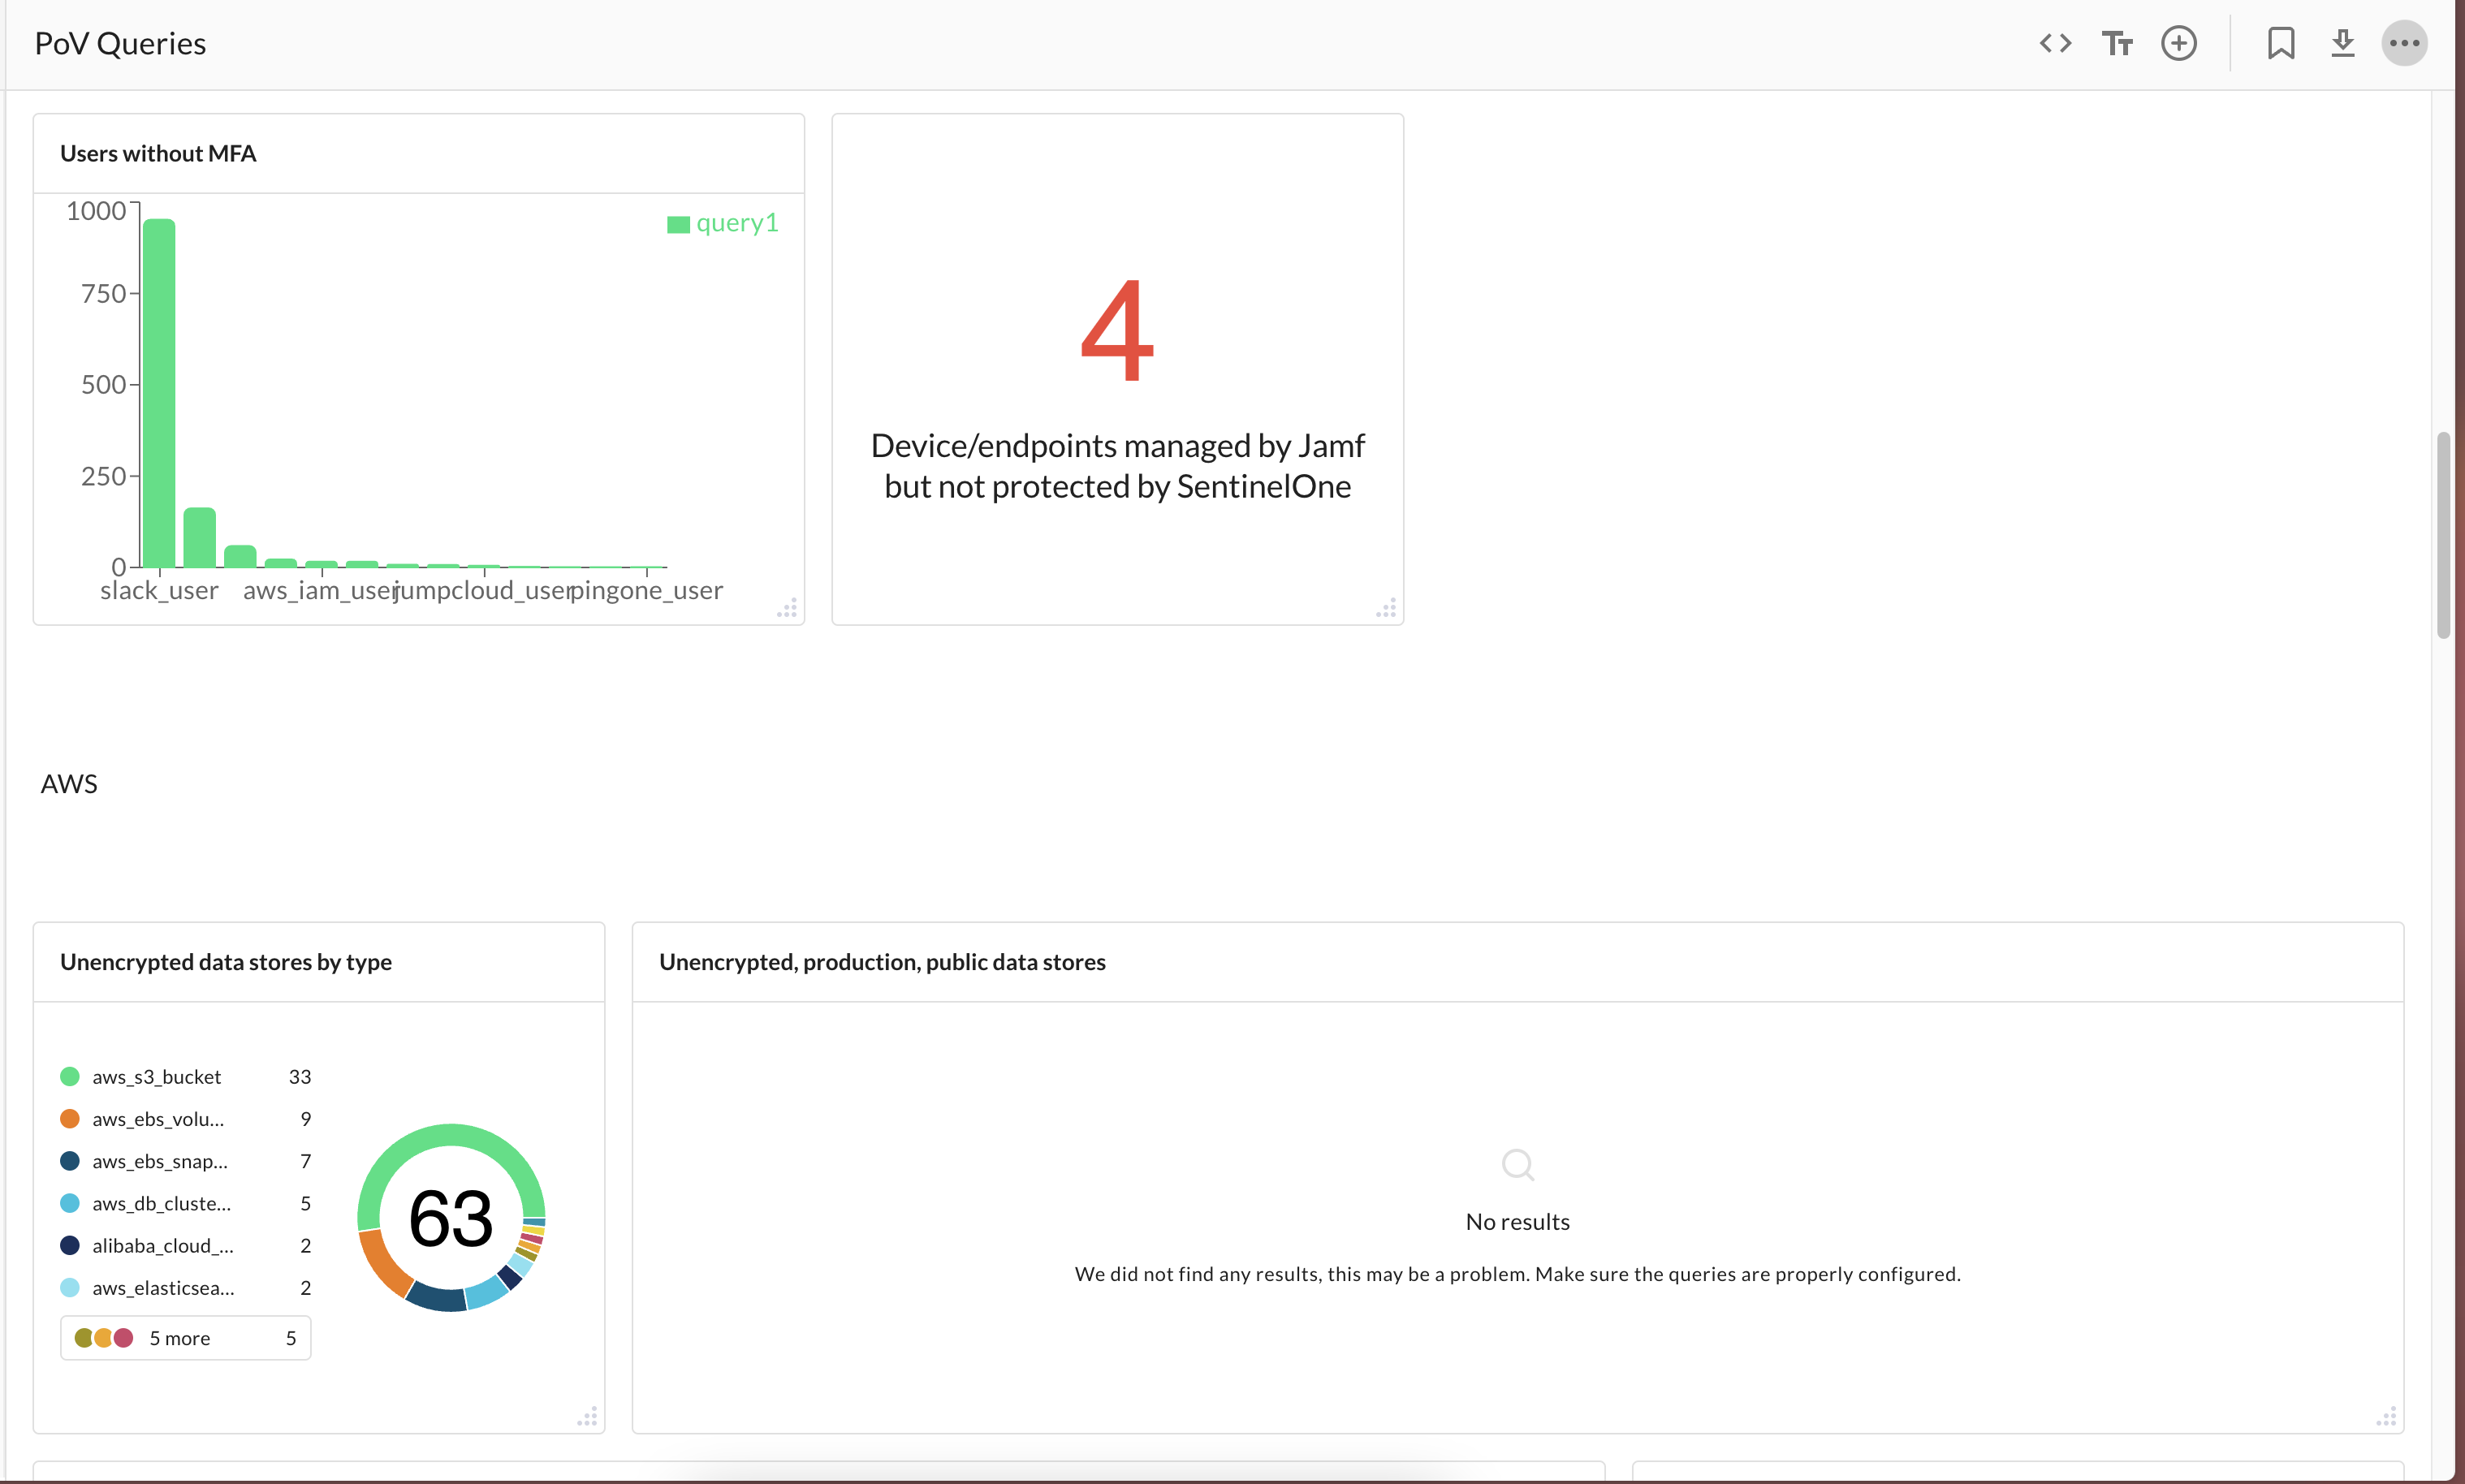 PoV Queries
Users without MFA
1000
750
500
250
0
query1
slack_user
aws_iam_user
jumpcloud_user
pingone_user
4
Device/endpoints managed by Jamf
but not protected by SentinelOne
AWS
Unencrypted data stores by type
aws_s3_bucket 33
aws_ebs_volu... 9
aws_ebs_snap... 7
aws_db_cluste... 5
alibaba_cloud_... 2
aws_elasticsea... 2
5 more 5
63
Unencrypted, production, public data stores
No results
We did not find any results, this may be a problem. Make sure the queries are properly configured.